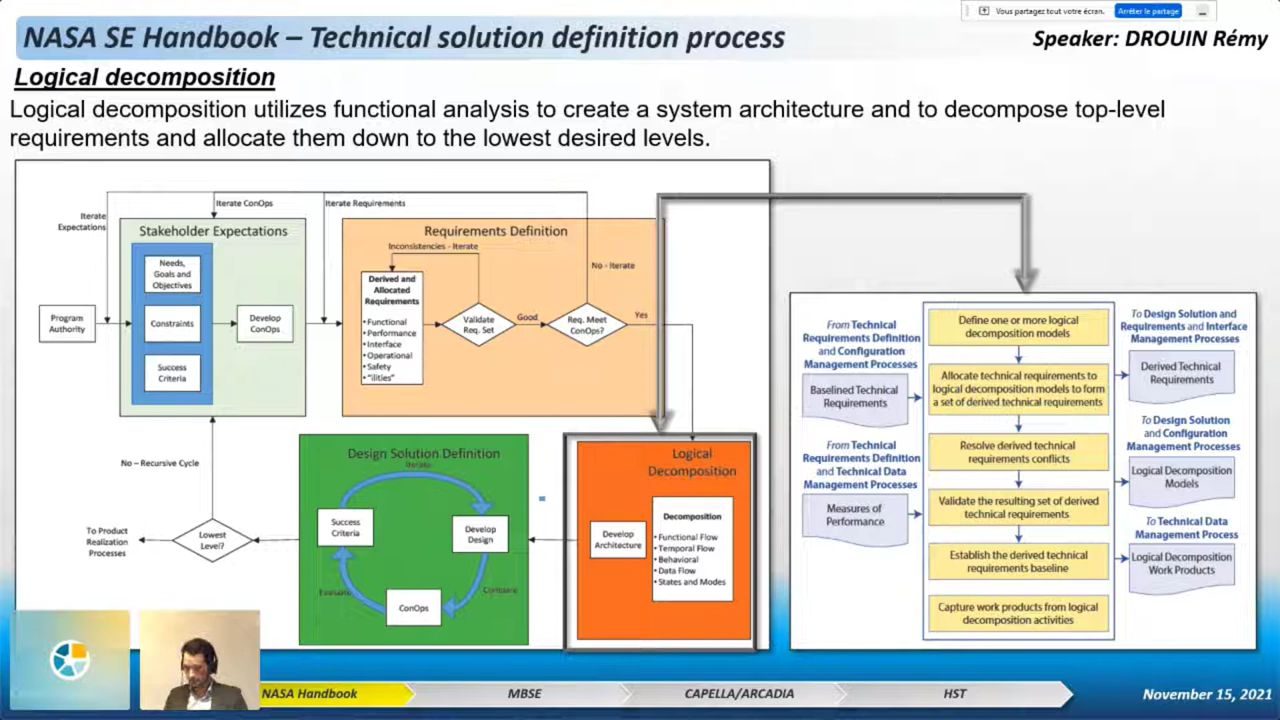 Vous partagez tout votre écran.
Arrêter le partage
NASA SE Handbook – Technical solution definition process
Speaker: DROUIN Rémy
Logical decomposition
Logical decomposition utilizes functional analysis to create a system architecture and to decompose top-level
requirements and allocate them down to the lowest desired levels.
Iterate
Expectations
Iterate ConOps
Iterate Requirements
Stakeholder Expectations
Program
Authority
Needs,
Goals and
Objectives
Constraints
Success
Criteria
Develop
ConOps
Requirements Definition
Inconsistencies - Iterate
Derived and
Allocated
Requirements
•Functional
•Performance
•Interface
•Operational
•Safety
•"ilities"
Validate
Req. Set
Good
Req. Meet
ConOps?
No - Iterate
Yes
No – Recursive Cycle
To Product
Realization
Processes
Lowest
Level?
Design Solution Definition
Iterate
Success
Criteria
Develop
Design
ConOps
Logical
Decomposition
Develop
Architecture
Decomposition
•Functional Flow
•Temporal Flow
•Behavioral
•Data Flow
•States and Modes
From Technical
Requirements Definition
and Configuration
Management Processes
Baselined Technical
Requirements
From Technical
Requirements Definition
and Technical Data
Management Processes
Measures of
Performance
Define one or more logical
decomposition models
Allocate technical requirements to
logical decomposition models to form
a set of derived technical requirements
Resolve derived technical
requirements conflicts
Validate the resulting set of derived
technical requirements
Establish the derived technical
requirements baseline
Capture work products from logical
decomposition activities
To Design Solution and
Requirements and Interface
Management Processes
Derived Technical
Requirements
To Design Solution
and Configuration
Management Processes
Logical Decomposition
Models
To Technical Data
Management Process
Logical Decomposition
Work Products
NASA Handbook
MBSE
CAPELLA/ARCADIA
HST
November 15, 2021